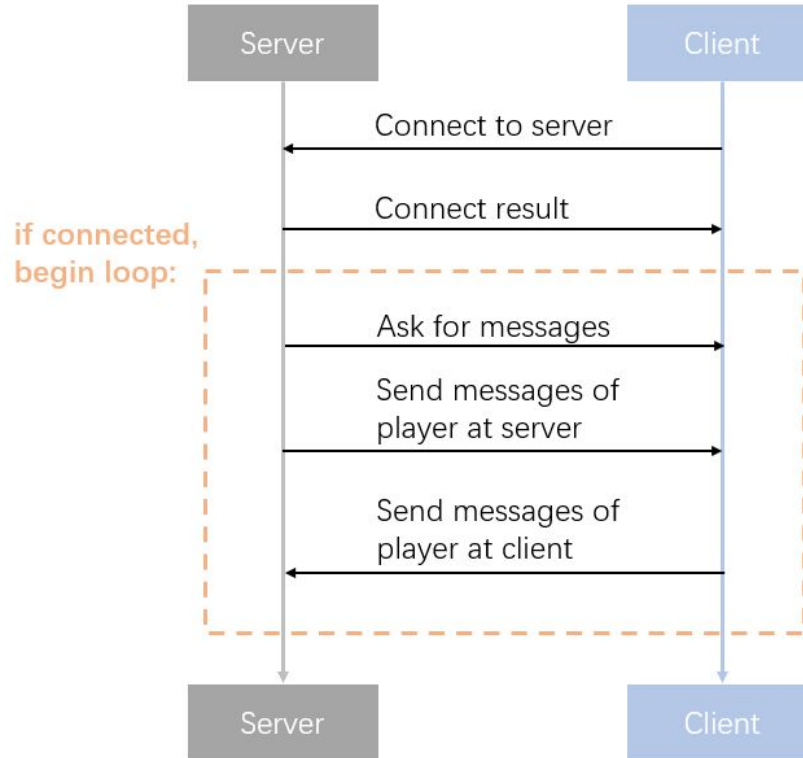 Server
Client
Connect to server
Connect result
if connected,
begin loop:
Ask for messages
Send messages of
player at server
Send messages of
player at client
Server
Client